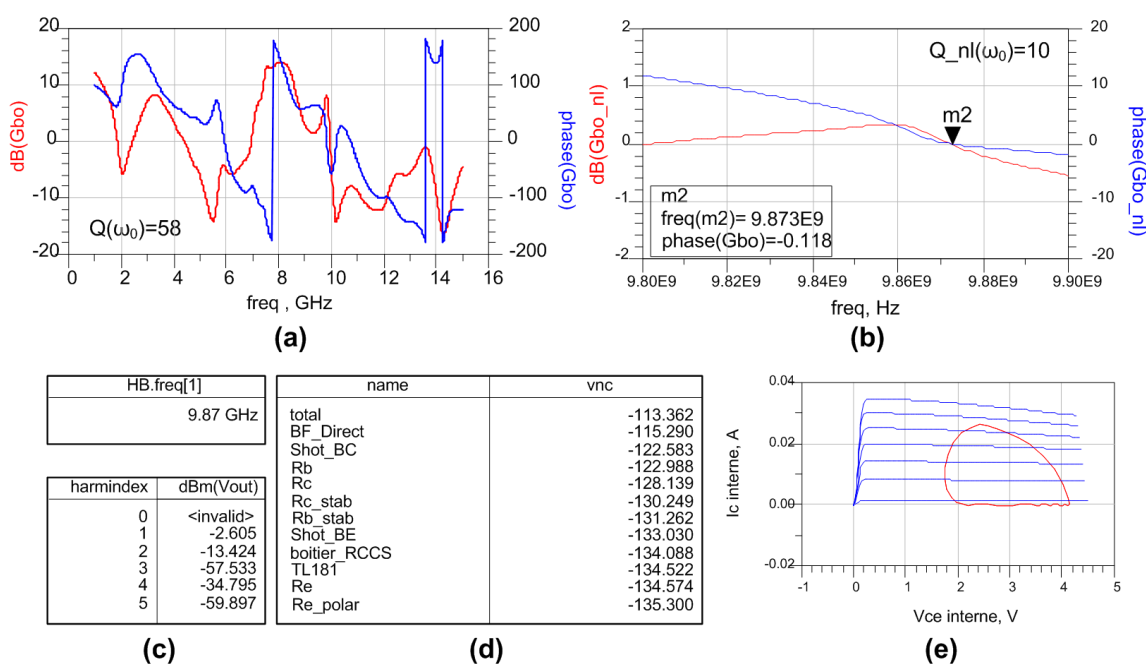 20
10
0
-10
-20
dB(Gbo)
200
100
0
-100
-200
phase(Gbo)
Q(ω₀)=58
0 2 4 6 8 10 12 14 16
freq , GHz
(a)
2
1
0
-1
-2
dB(Gbo_nl)
20
10
0
-10
-20
phase(Gbo_nl)
Q_nl(ω₀)=10
m2
m2
freq(m2)= 9.873E9
phase(Gbo)=-0.118
9.80E9 9.82E9 9.84E9 9.86E9 9.88E9 9.90E9
freq, Hz
(b)
HB.freq[1]
9.87 GHz
harmindex dBm(Vout)
0 <invalid>
1 -2.605
2 -13.424
3 -57.533
4 -34.795
5 -59.897
(c)
name vnc
total -113.362
BF_Direct -115.290
Shot_BC -122.583
Rb -122.988
Rc -128.139
Rc_stab -130.249
Rb_stab -131.262
Shot_BE -133.030
boitier_RCCS -134.088
TL181 -134.522
Re -134.574
Re_polar -135.300
(d)
0.04
0.02
0.00
-0.02
Ic interne, A
-1 0 1 2 3 4 5
Vce interne, V
(e)